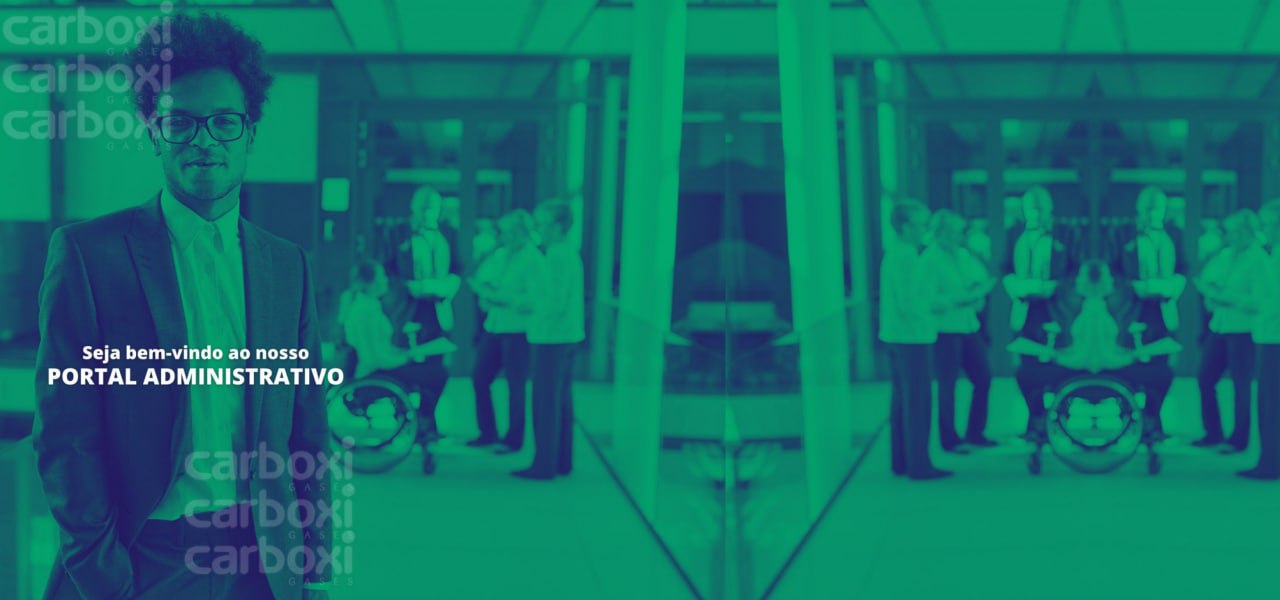 carboxi
GASES
carboxi
GASES
carboxi
GASES
Seja bem-vindo ao nosso
PORTAL ADMINISTRATIVO
carboxi
GASES
carboxi
GASES
carboxi
GASES